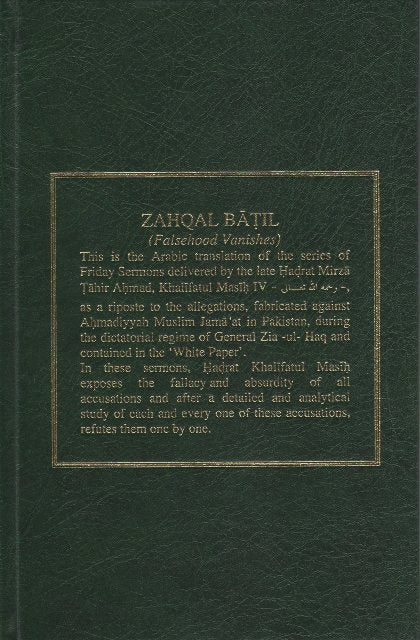 ZAHQAL BĀṬIL
(Falsehood Vanishes)
This is the Arabic translation of the series of
Friday Sermons delivered by the late Ḥaḍrat Mirzā
Ṭāhir Aḥmad, Khalīfatul Masīḥ IV - رحمه الله تعالى -,
as a riposte to the allegations, fabricated against
Aḥmadiyyah Muslim Jamā'at in Pakistan, during
the dictatorial regime of General Zia -ul- Haq and
contained in the 'White Paper'.
In these sermons, Ḥaḍrat Khalīfatul Masīḥ
exposes the fallacy and absurdity of all
accusations and after a detailed and analytical
study of each and every one of these accusations,
refutes them one by one.